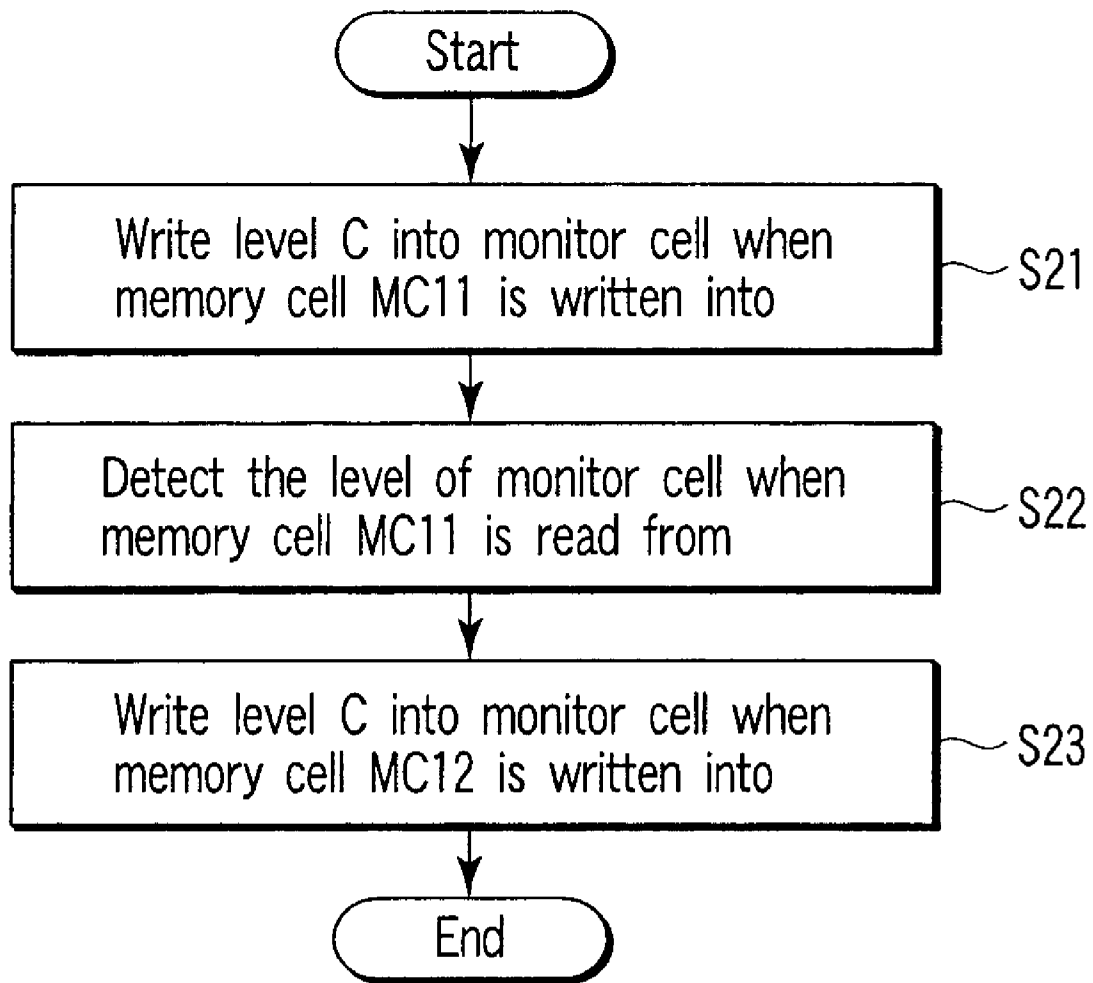 Start
Write level C into monitor cell when
memory cell MC11 is written into
S21
Detect the level of monitor cell when
memory cell MC11 is read from
S22
Write level C into monitor cell when
memory cell MC12 is written into
S23
End